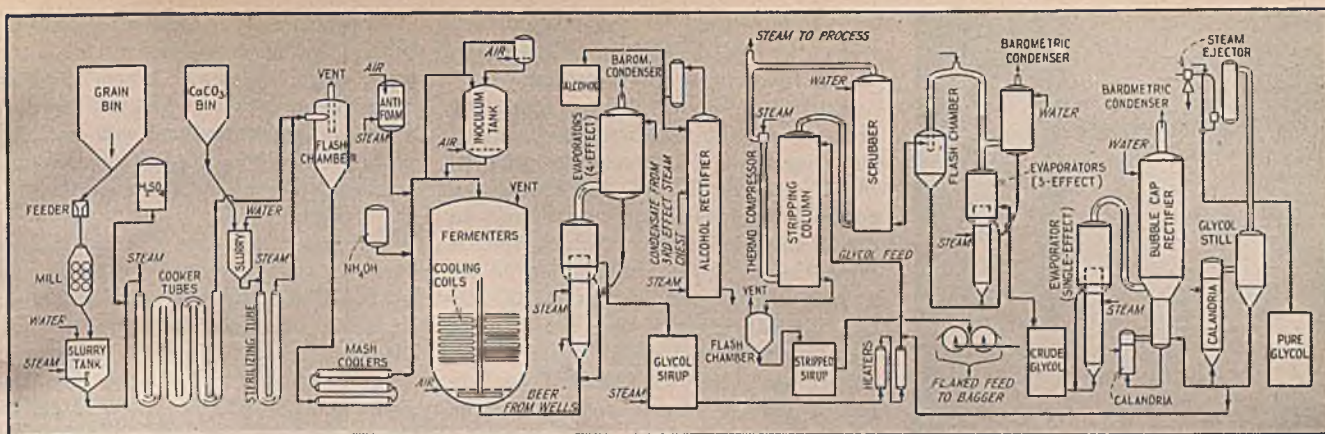 GRAIN
BIN
CaCO₃
BIN
H₂SO₄
FEEDER
MILL
STEAM
COOKER
TUBES
WATER
STEAM
SLURRY
TANK
SLURRY
WATER
STEAM
STERILIZING TUBE
VENT
FLASH
CHAMBER
AIR
ANTI
FOAM
STEAM
AIR
INOCULUM
TANK
AIR
NH₄OH
MASH
COOLERS
VENT
FERMENTERS
COOLING
COILS
AIR
BEER
FROM WELLS
ALCOHOL
BAROM.
CONDENSER
EVAPORATORS
(4-EFFECT)
CONDENSATE FROM
3RD EFFECT STEAM
CHEST
ALCOHOL RECTIFIER
STEAM
STEAM
GLYCOL
SIRUP
STEAM
STEAM TO PROCESS
WATER
STEAM
THERMO COMPRESSOR
STRIPPING
COLUMN
SCRUBBER
GLYCOL FEED
VENT
FLASH
CHAMBER
STRIPPED
SIRUP
HEATERS
FLAKED FEED
TO BAGGER
FLASH CHAMBER
BAROMETRIC
CONDENSER
WATER
EVAPORATORS
(3-EFFECT)
STEAM
CRUDE
GLYCOL
EVAPORATOR
(SINGLE-EFFECT)
STEAM
BAROMETRIC
CONDENSER
WATER
BUBBLE CAP
RECTIFIER
CALANDRIA
STEAM
EJECTOR
GLYCOL
STILL
CALANDRIA
PURE
GLYCOL